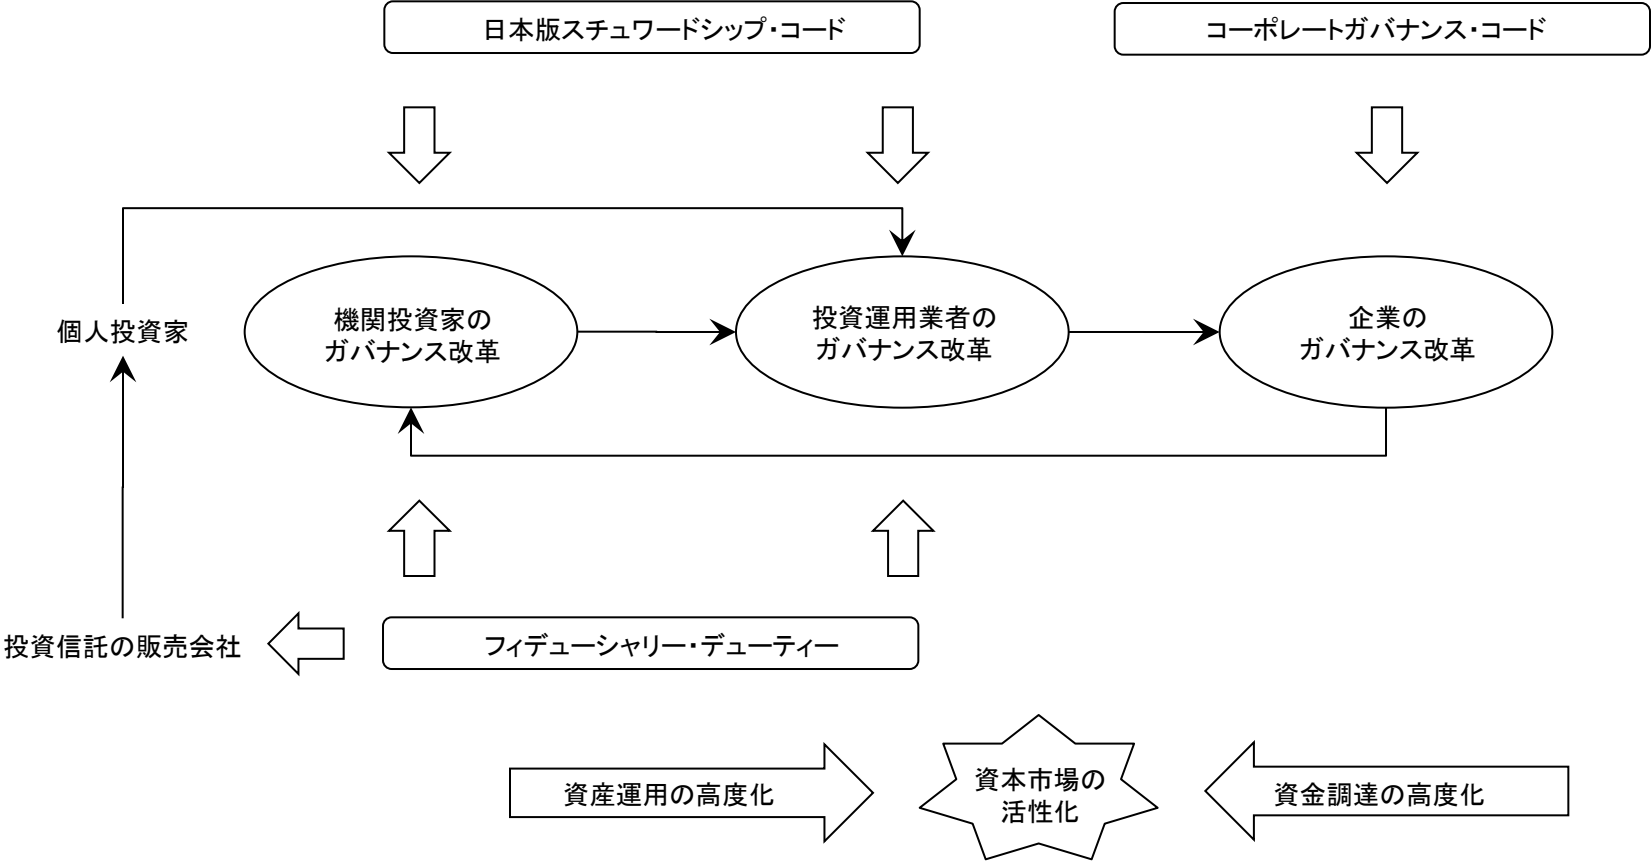 日本版スチュワードシップ・コード
コーポレートガバナンス・コード
個人投資家
機関投資家の
ガバナンス改革
投資運用業者の
ガバナンス改革
企業の
ガバナンス改革
投資信託の販売会社
フィデューシャリー・デューティー
資産運用の高度化
資本市場の
活性化
資金調達の高度化